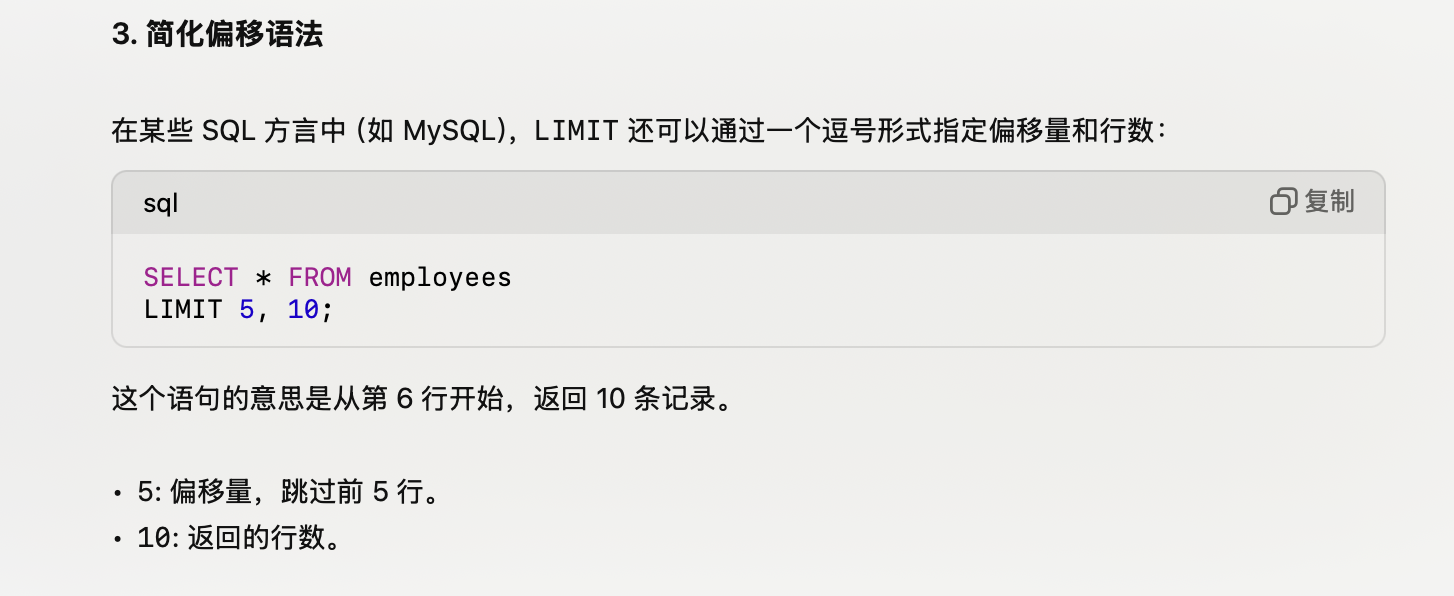 3. 简化偏移语法
在某些 SQL 方言中 (如 MySQL)，LIMIT 还可以通过一个逗号形式指定偏移量和行数：
sql
复制
SELECT * FROM employees
LIMIT 5, 10;
这个语句的意思是从第 6 行开始，返回 10 条记录。
• 5: 偏移量，跳过前 5 行。
• 10: 返回的行数。